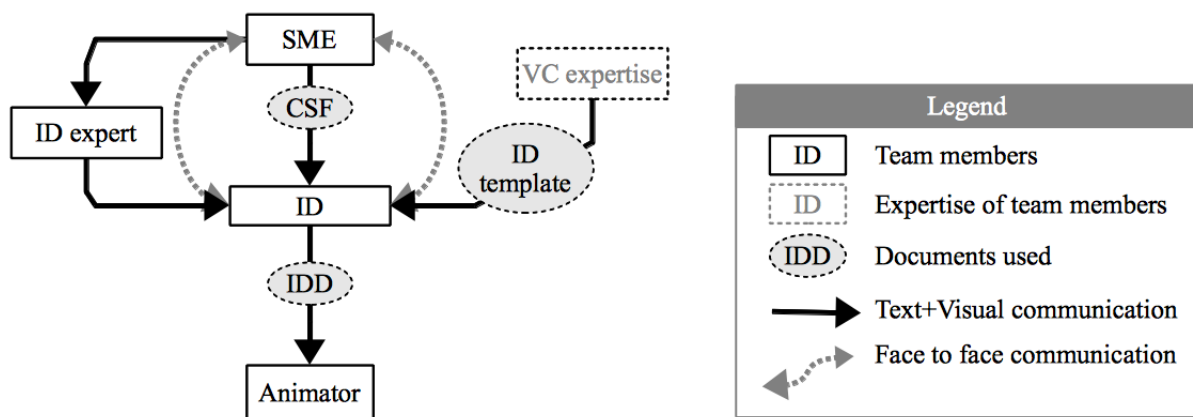 SME
VC expertise
CSF
ID expert
ID
template
ID
IDD
Animator
Legend
ID Team members
ID Expertise of team members
IDD Documents used
Text+Visual communication
Face to face communication